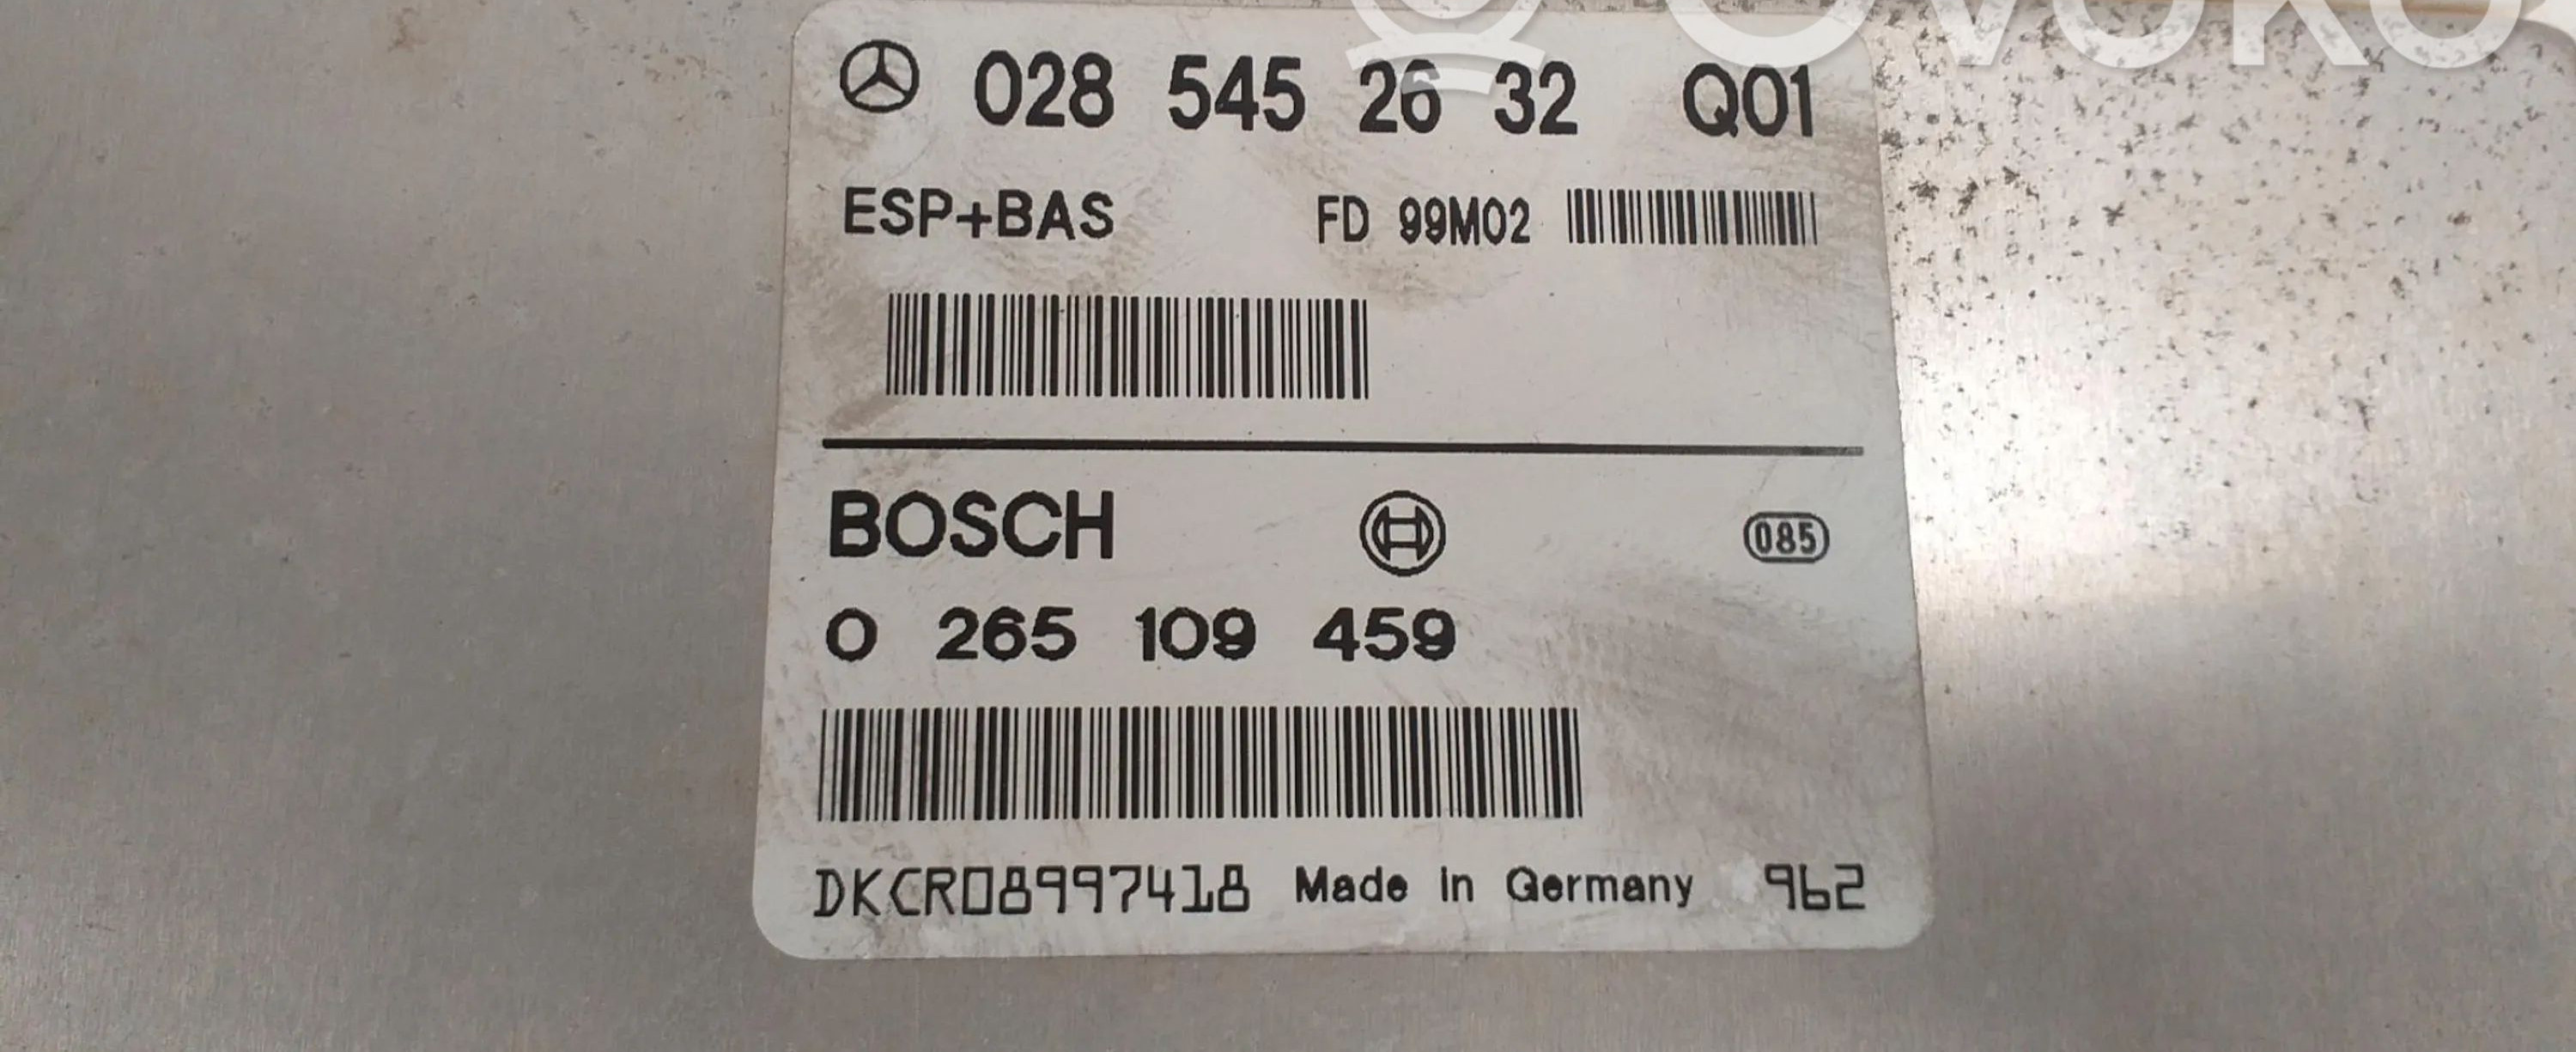 OVOKO
028 545 26 32 Q01
ESP+BAS FD 99M02
BOSCH 085
0 265 109 459
DKCR08997418 Made in Germany 962